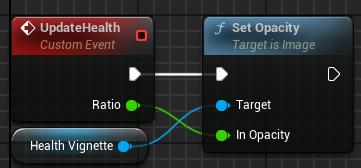 UpdateHealth
Custom Event
Ratio
Health Vignette
f Set Opacity
Target is Image
Target
In Opacity